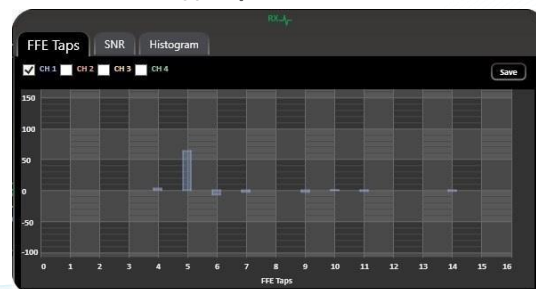 RX
FFE Taps SNR Histogram
CH 1 CH 2 CH 3 CH 4 Save
150
100
50
0
-50
-100
0 1 2 3 4 5 6 7 8 9 10 11 12 13 14 15 16
FFE Taps